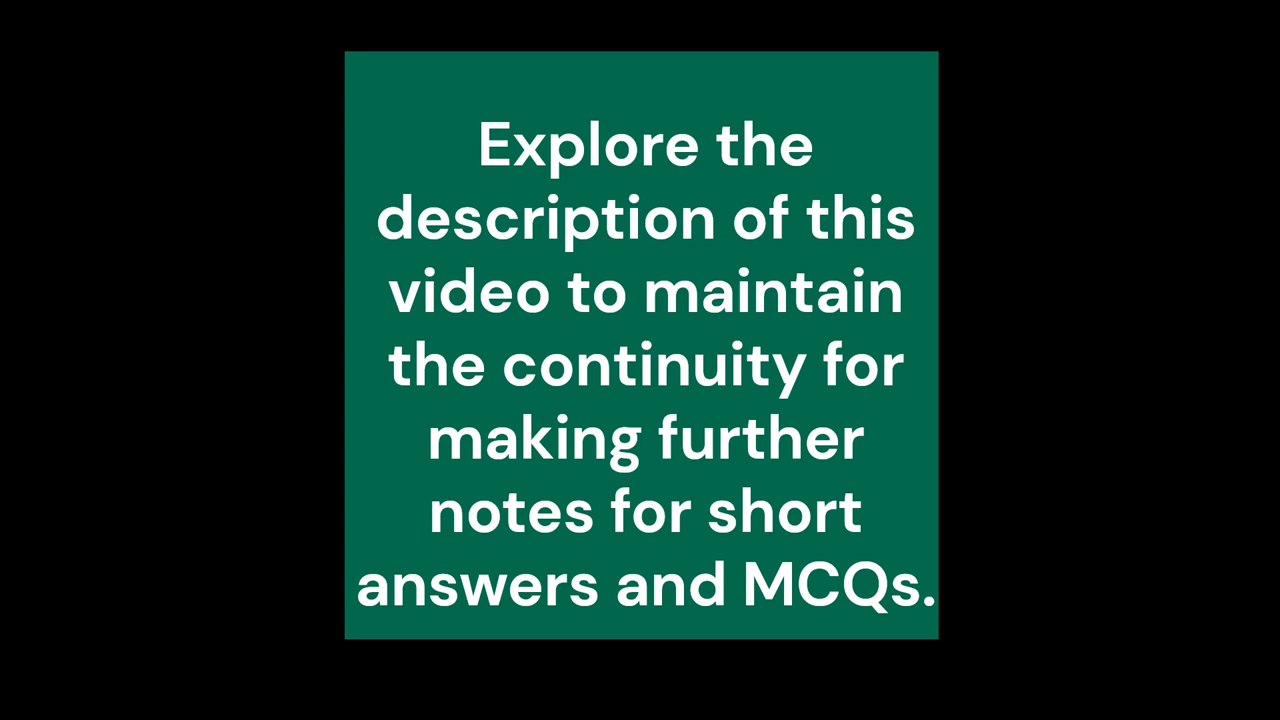 Explore the
description of this
video to maintain
the continuity for
making further
notes for short
answers and MCQs.